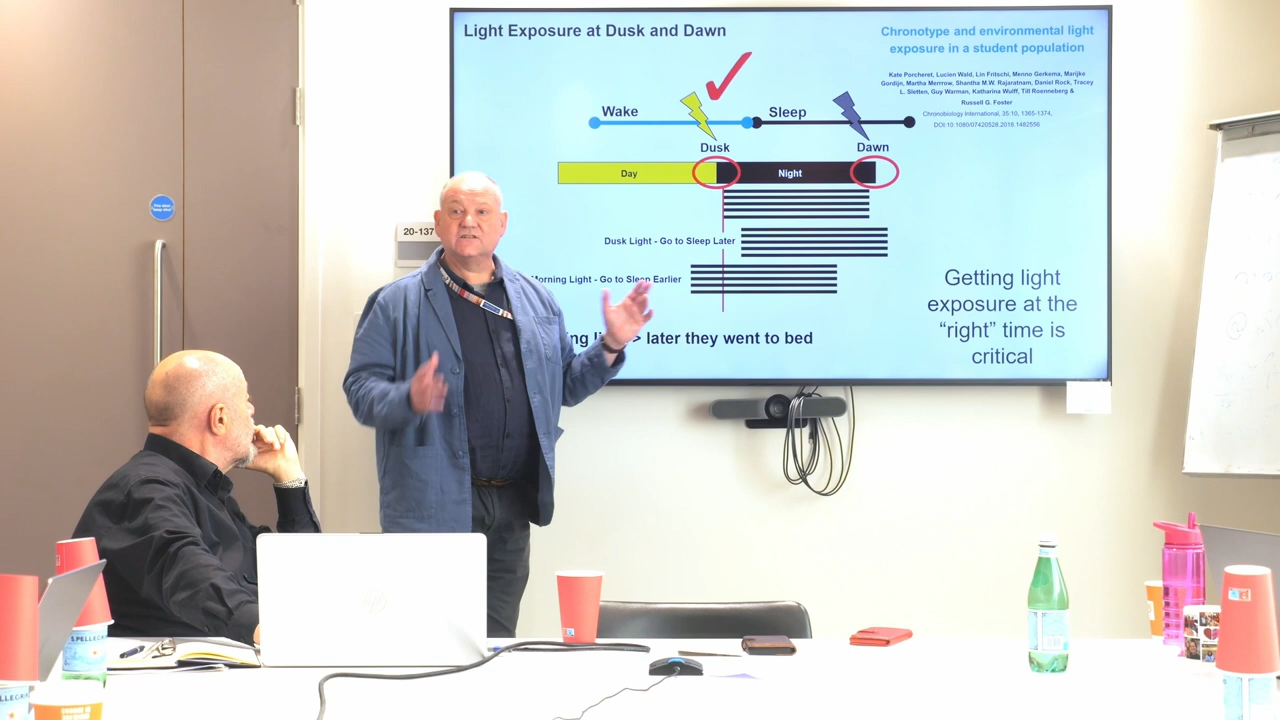 Light Exposure at Dusk and Dawn
Chronotype and environmental light
exposure in a student population
Kate Porcheret, Lucien Wald, Lin Fritschi, Menno Gerkema, Marijke
Gordijn, Martha Merrrow, Shantha M.W. Rajaratnam, Daniel Rock, Tracey
L. Sletten, Guy Warman, Katharina Wulff, Till Roenneberg &
Russell G. Foster
Chronobiology International, 35:10, 1365-1374,
DOI:10.1080/07420528.2018.1482556
Wake
Sleep
Dusk
Dawn
Day
Night
Dusk Light - Go to Sleep Later
Morning Light - Go to Sleep Earlier
Getting light
exposure at the
“right” time is
critical
> later they went to bed
20-137
S.PELLEGRI
LLEGRI